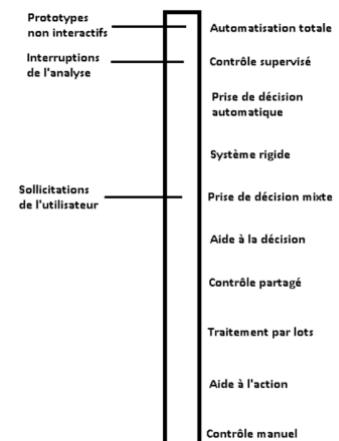 Prototypes
non interactifs
Automatisation totale
Interruptions
de l'analyse
Contrôle supervisé
Prise de décision
automatique
Système rigide
Sollicitations
de l'utilisateur
Prise de décision mixte
Aide à la décision
Contrôle partagé
Traitement par lots
Aide à l'action
Contrôle manuel